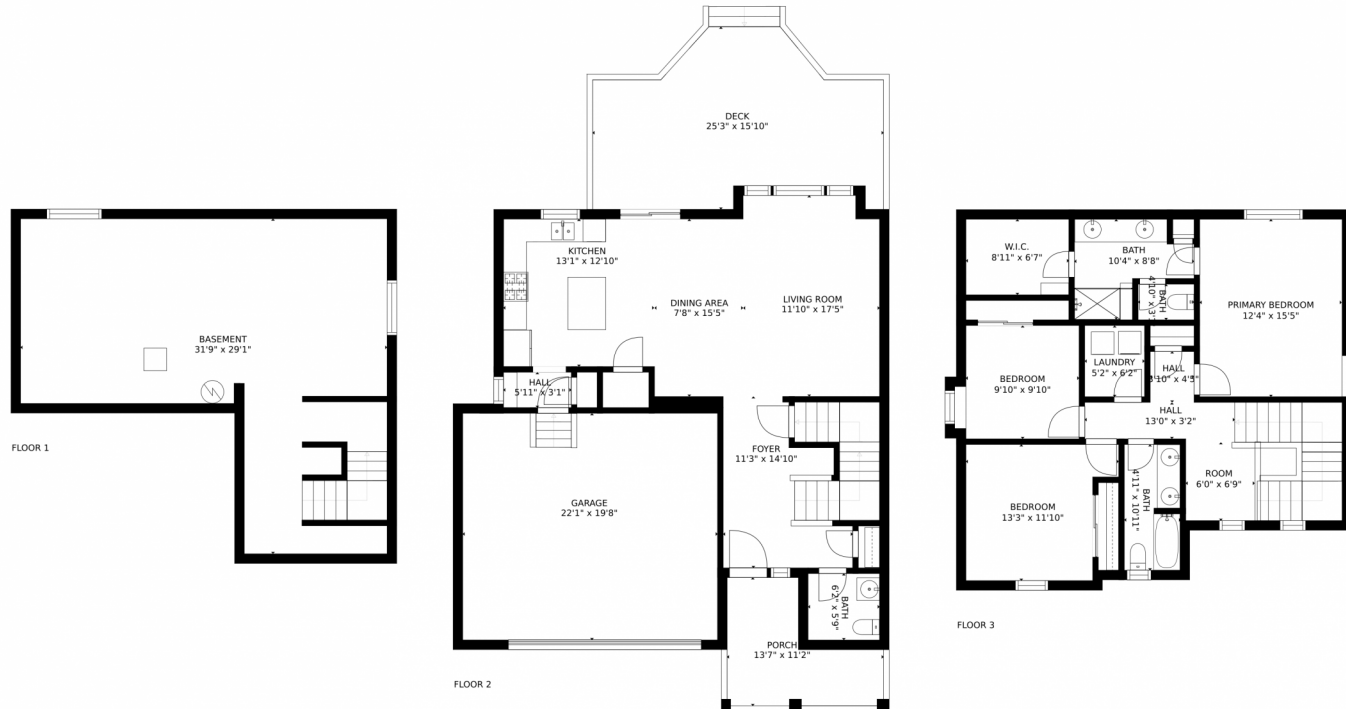 BASEMENT
31'9" x 29'1"
FLOOR 1
DECK
25'3" x 15'10"
KITCHEN
13'1" x 12'10"
DINING AREA
7'8" x 15'5"
LIVING ROOM
11'10" x 17'5"
HALL
5'11" x 3'1"
FOYER
11'3" x 14'10"
GARAGE
22'1" x 19'8"
BATH
6'2" x 5'9"
PORCH
13'7" x 11'2"
FLOOR 2
W.I.C.
8'11" x 6'7"
BATH
10'4" x 8'8"
BATH
4'10" x 3'
PRIMARY BEDROOM
12'4" x 15'5"
BEDROOM
9'10" x 9'10"
LAUNDRY
5'2" x 6'2"
HALL
HALL
13'0" x 3'2"
ROOM
6'0" x 6'9"
BEDROOM
13'3" x 11'10"
BATH
4'11" x 10'11"
FLOOR 3